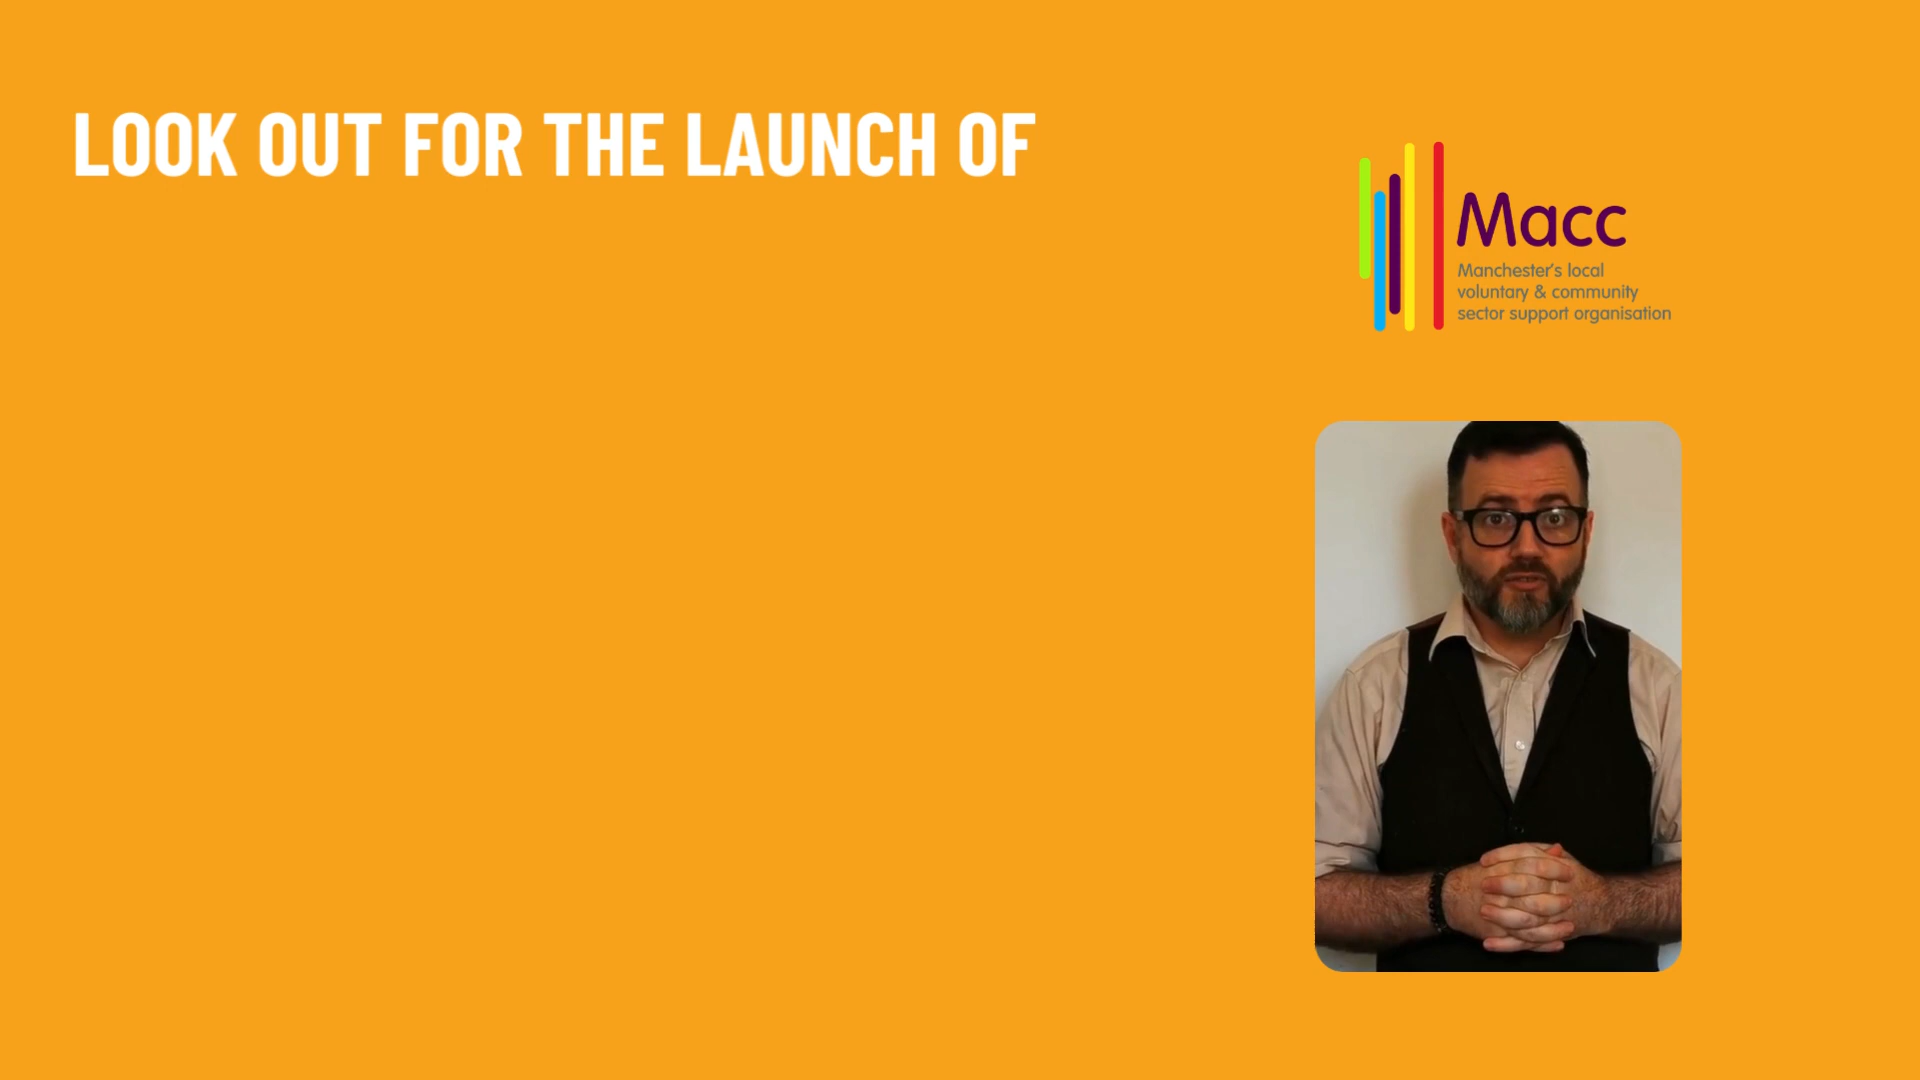 LOOK OUT FOR THE LAUNCH OF
Macc
Manchester's local
voluntary & community
sector support organisation